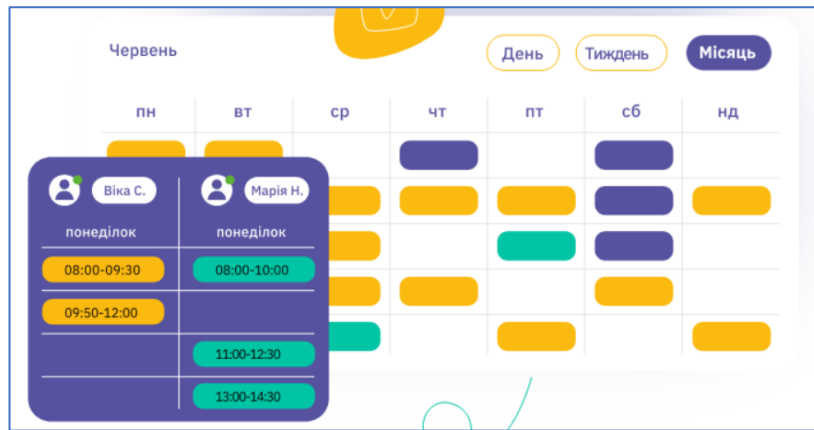 Червень
День Тиждень Місяць
пн вт ср чт пт сб нд
Віка С. Марія Н.
понеділок понеділок
08:00-09:30 08:00-10:00
09:50-12:00
11:00-12:30
13:00-14:30